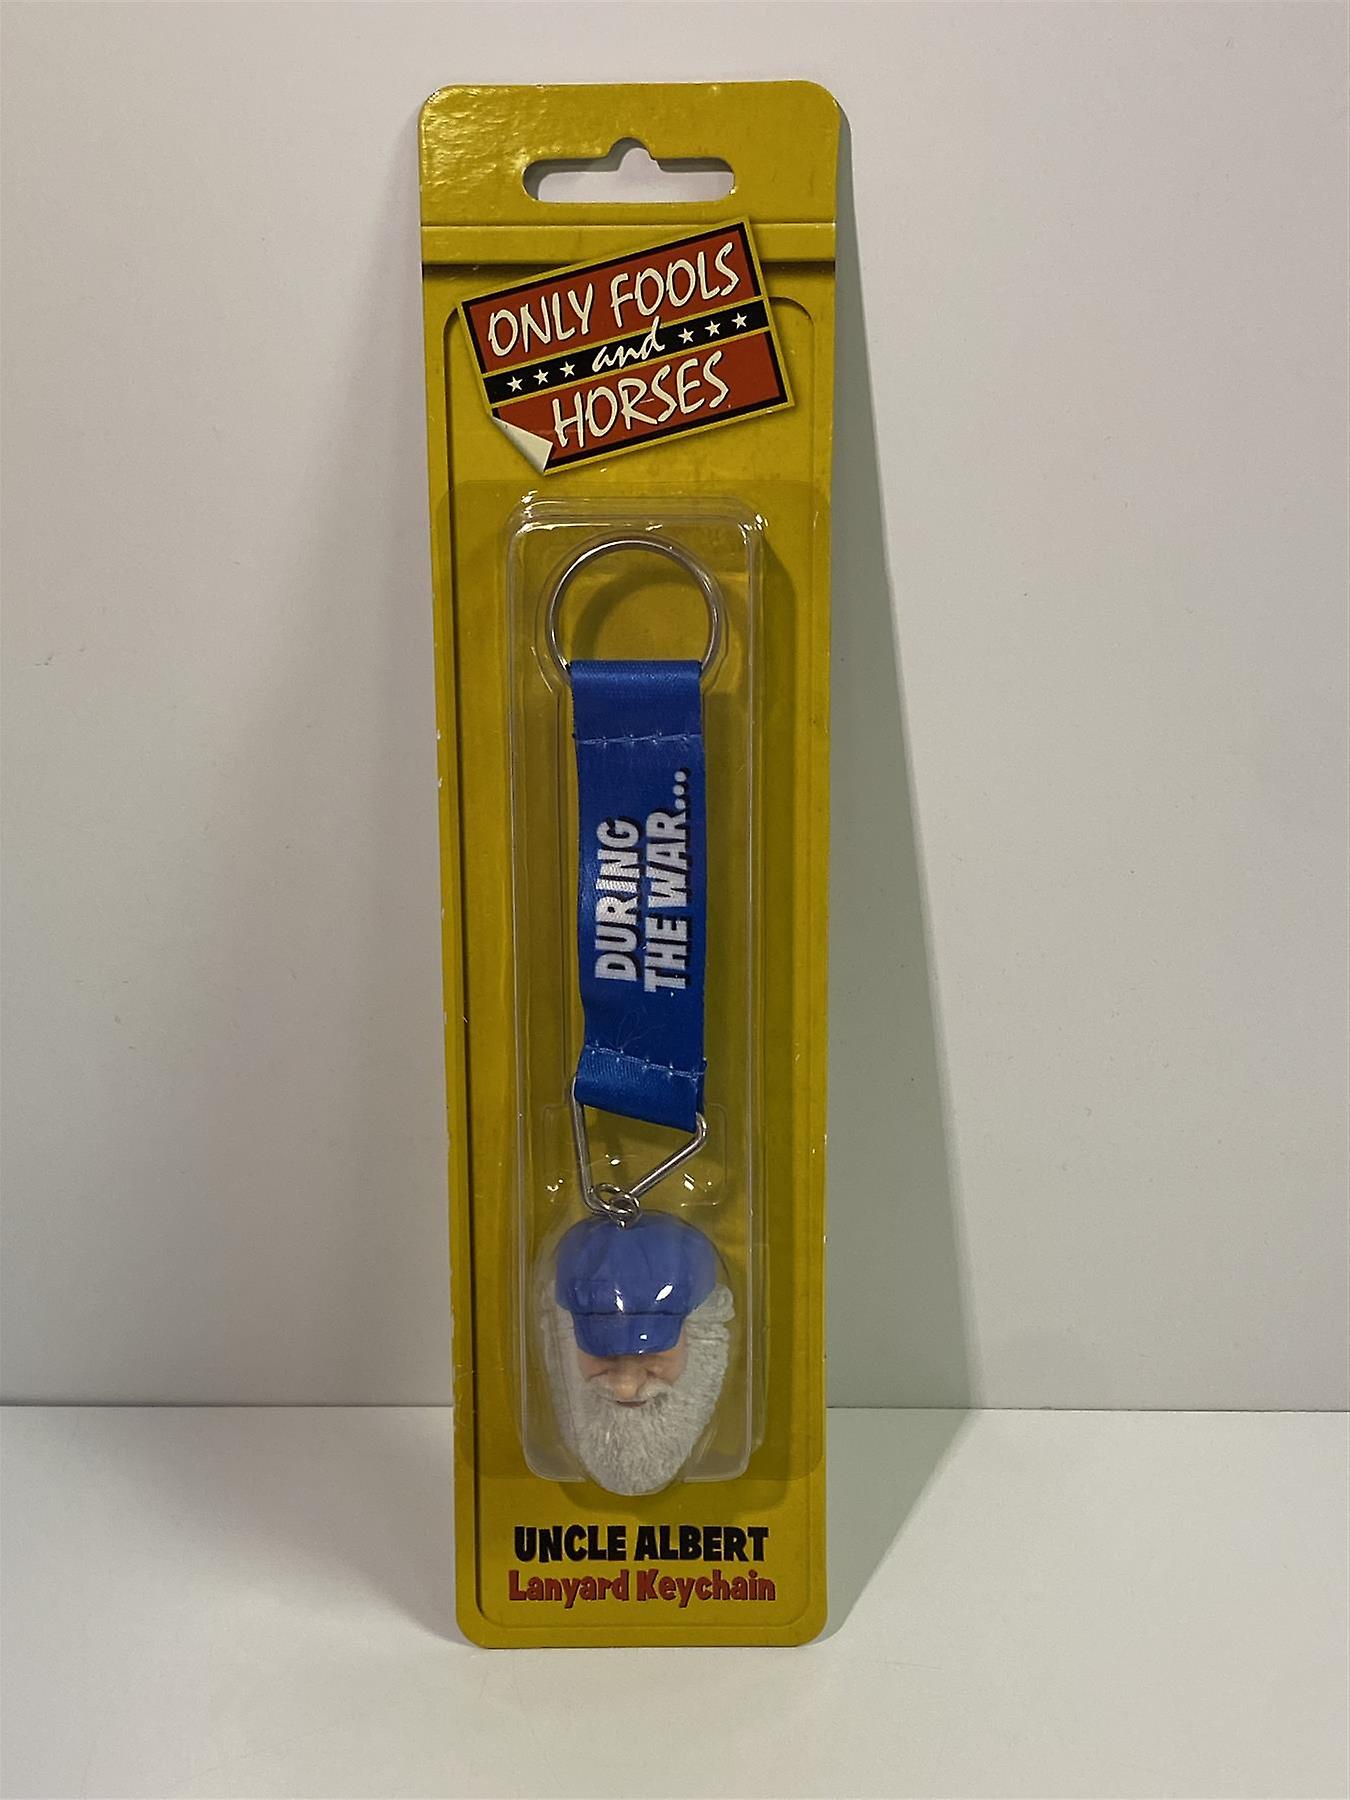 ONLY FOOLS
and
HORSES
DURING
THE WAR...
UNCLE ALBERT
Lanyard Keychain